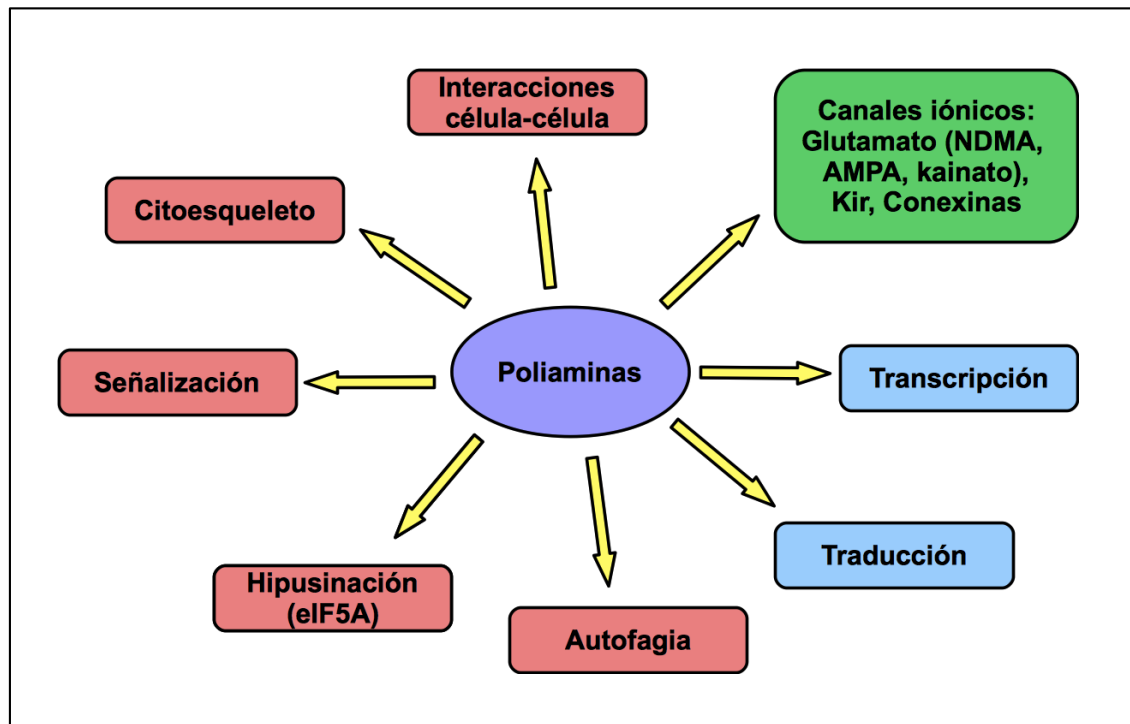 Interacciones
célula-célula
Canales iónicos:
Glutamato (NDMA,
AMPA, kainato),
Kir, Conexinas
Citoesqueleto
Señalización
Poliaminas
Transcripción
Hipusinación
(eIF5A)
Autofagia
Traducción